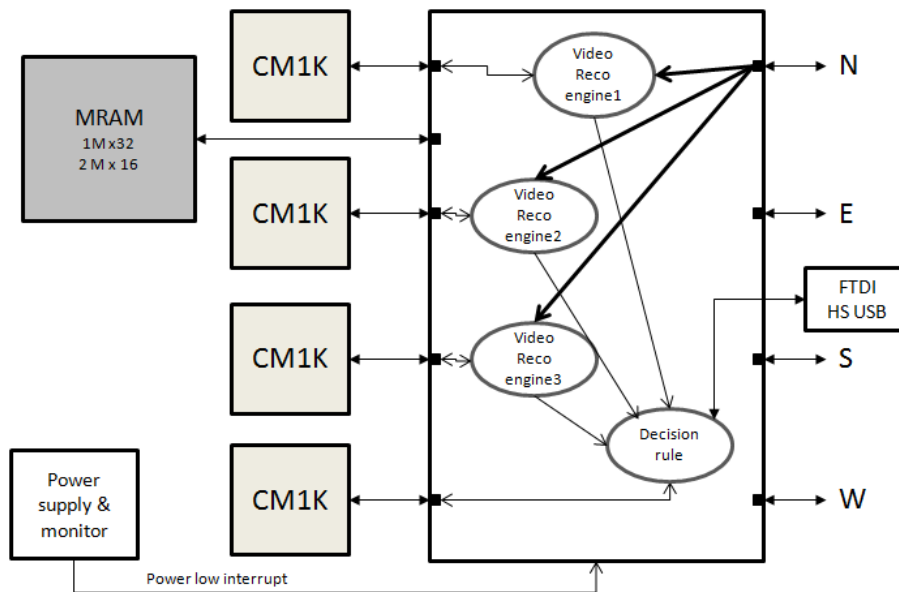 CM1K
Video
Reco
engine1
N
MRAM
1M x32
2 M x 16
CM1K
Video
Reco
engine2
E
FTDI
HS USB
CM1K
Video
Reco
engine3
S
Decision
rule
Power
supply &
monitor
CM1K
W
Power low interrupt